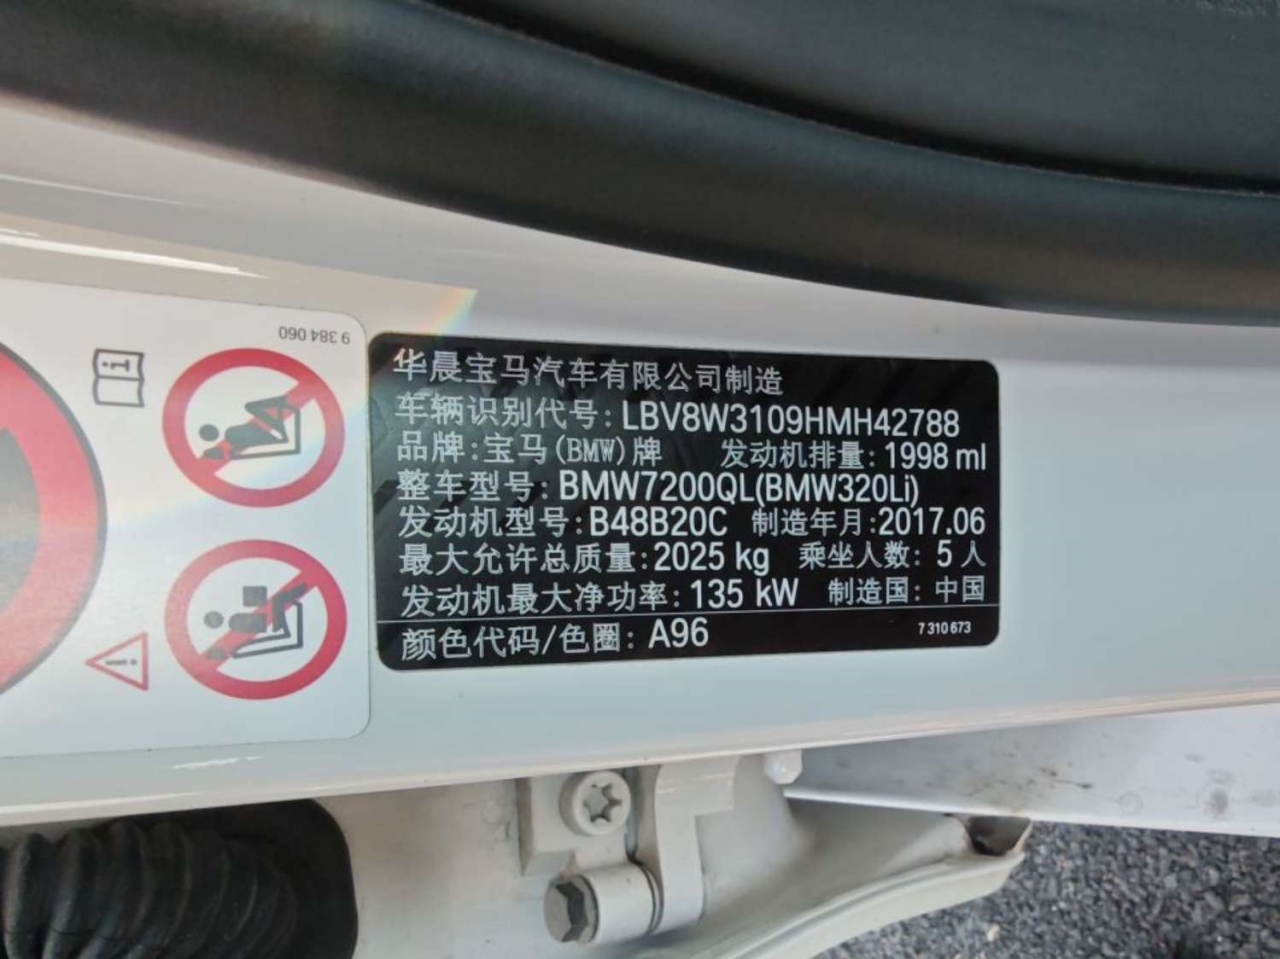 9 384 060
华晨宝马汽车有限公司制造
车辆识别代号: LBV8W3109HMH42788
品牌:宝马(BMW)牌 发动机排量: 1998 ml
整车型号: BMW7200QL(BMW320Li)
发动机型号: B48B20C 制造年月:2017.06
最大允许总质量: 2025 kg 乘坐人数: 5 人
发动机最大净功率: 135 kW 制造国: 中国
颜色代码/色圈: A96 7 310 673